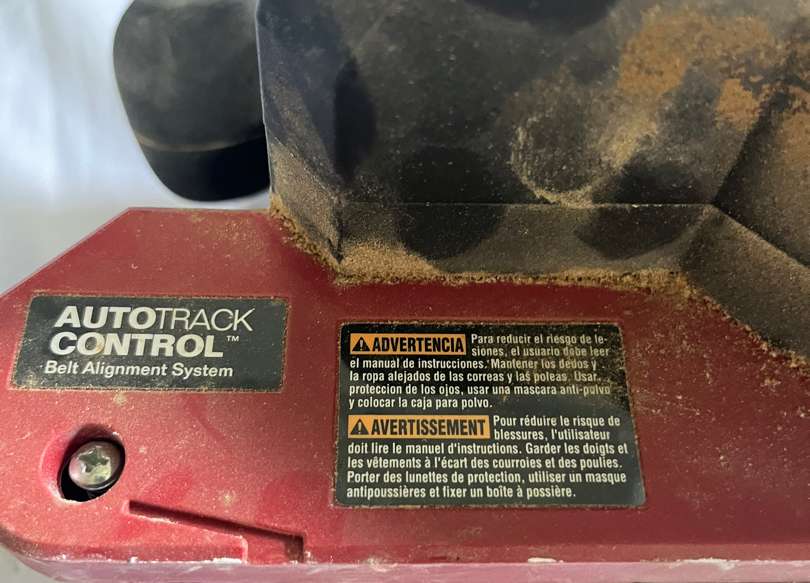 AUTOTRACK
CONTROL™
Belt Alignment System
⚠ ADVERTENCIA Para reducir el riesgo de le-
siones, el usuario debe leer
el manual de instrucciones. Mantener los dedos y
la ropa alejados de las correas y las poleas. Usar
proteccion de los ojos, usar una mascara anti-polvo
y colocar la caja para polvo.
⚠ AVERTISSEMENT Pour réduire le risque de
blessures, l'utilisateur
doit lire le manuel d'instructions. Garder les doigts et
les vêtements à l'écart des courroies et des poulies.
Porter des lunettes de protection, utiliser un masque
antipoussières et fixer un boîte à possière.